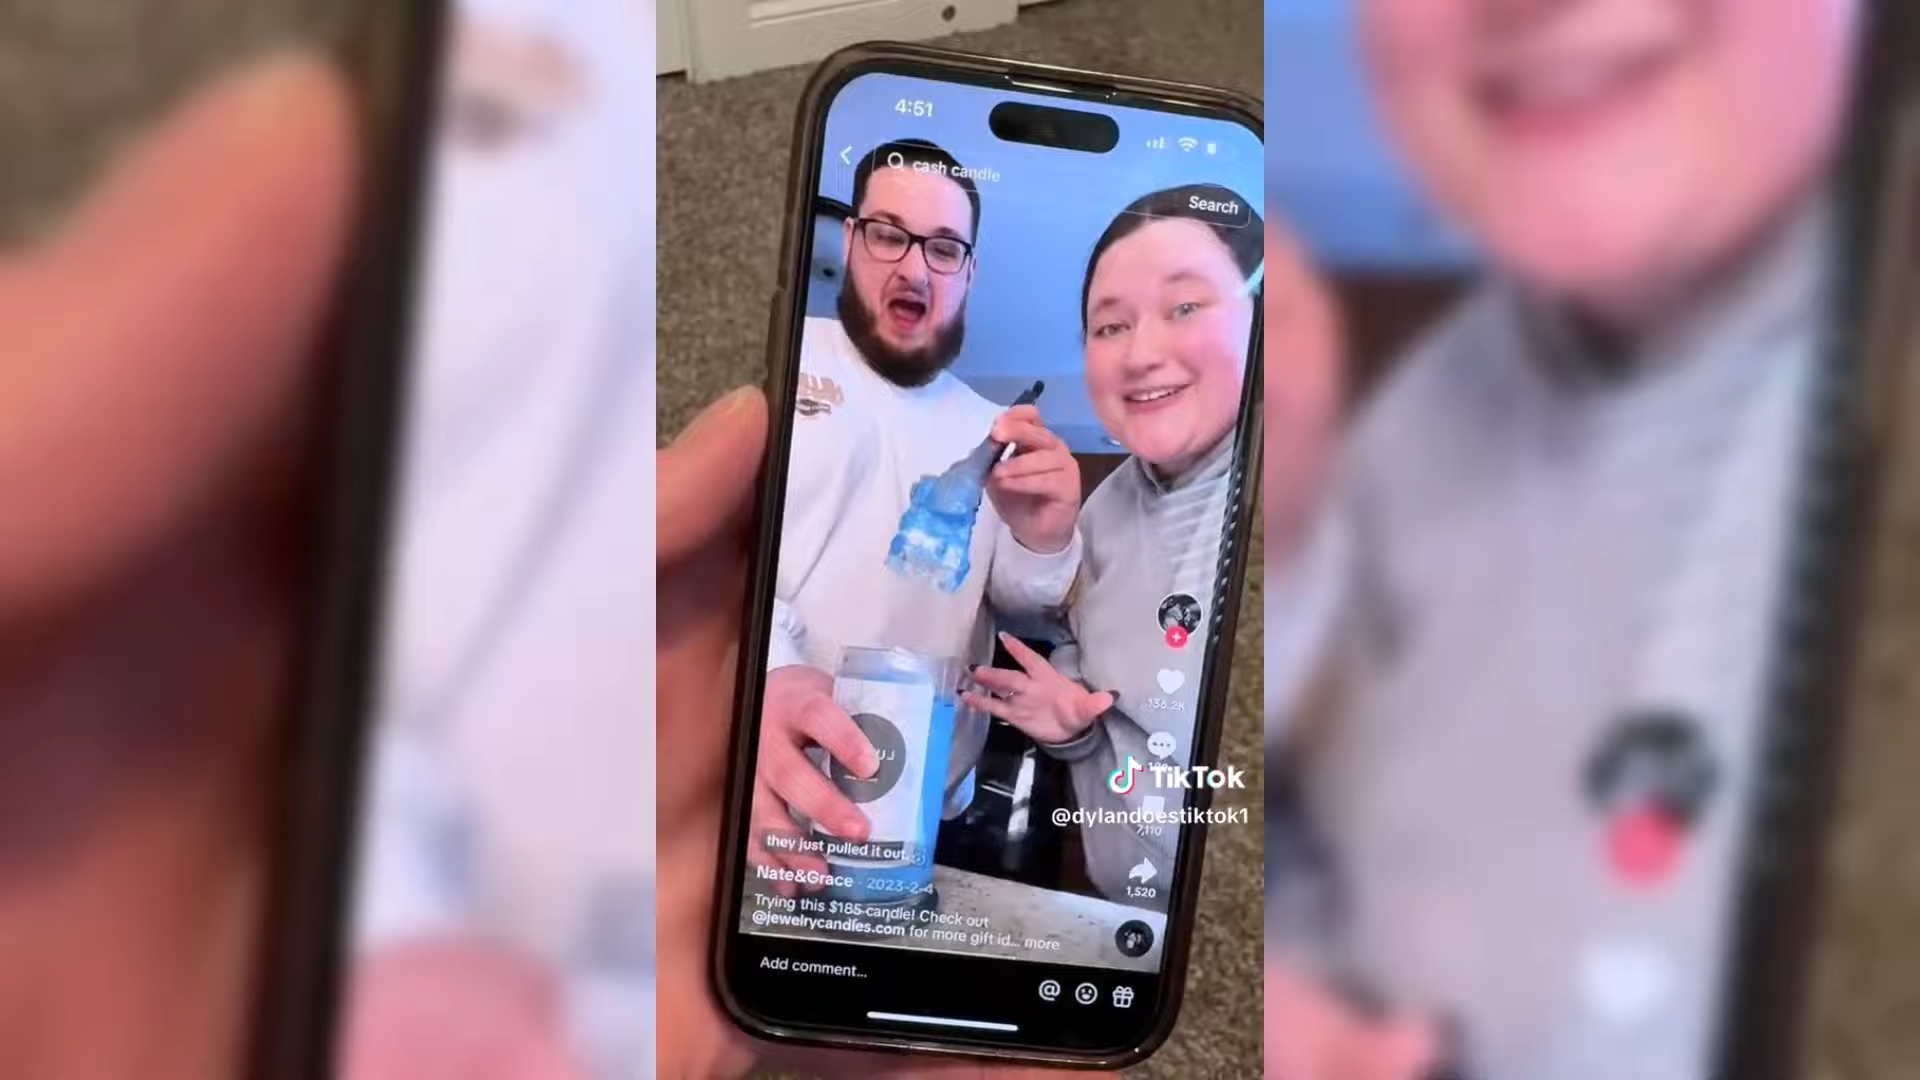 4:51
cash candle
Search
136.2K
TikTok
@dylandoestiktok1
7,110
they just pulled it out.
Nate&Grace · 2023-2-4
1,520
Trying this $185 candle! Check out
@jewelrycandles.com for more gift id... more
Add comment...
@